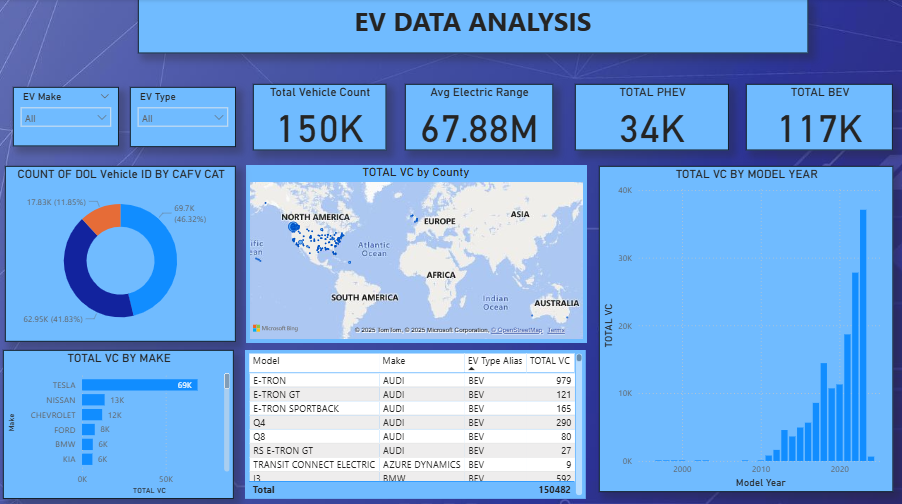 EV DATA ANALYSIS
EV Make
All
EV Type
All
Total Vehicle Count
150K
Avg Electric Range
67.88M
TOTAL PHEV
34K
TOTAL BEV
117K
COUNT OF DOL Vehicle ID BY CAFV CAT
17.83K (11.85%)
69.7K
(46.32%)
62.95K (41.83%)
TOTAL VC by County
NORTH AMERICA
EUROPE
ASIA
ific
ean
Atlantic
Ocean
AFRICA
SOUTH AMERICA
Indian
Ocean
AUSTRALIA
Microsoft Bing
© 2025 TomTom, © 2025 Microsoft Corporation, © OpenStreetMap Terms
TOTAL VC BY MODEL YEAR
TOTAL VC
40K
30K
20K
10K
0K
2000 2010 2020
Model Year
TOTAL VC BY MAKE
Make
TESLA 69K
NISSAN 13K
CHEVROLET 12K
FORD 8K
BMW 6K
KIA 6K
0K 50K
TOTAL VC
Model Make EV Type Alias TOTAL VC
E-TRON AUDI BEV 979
E-TRON GT AUDI BEV 121
E-TRON SPORTBACK AUDI BEV 165
Q4 AUDI BEV 290
Q8 AUDI BEV 80
RS E-TRON GT AUDI BEV 27
TRANSIT CONNECT ELECTRIC AZURE DYNAMICS BEV 9
I3 BMW BEV 592
Total 150482